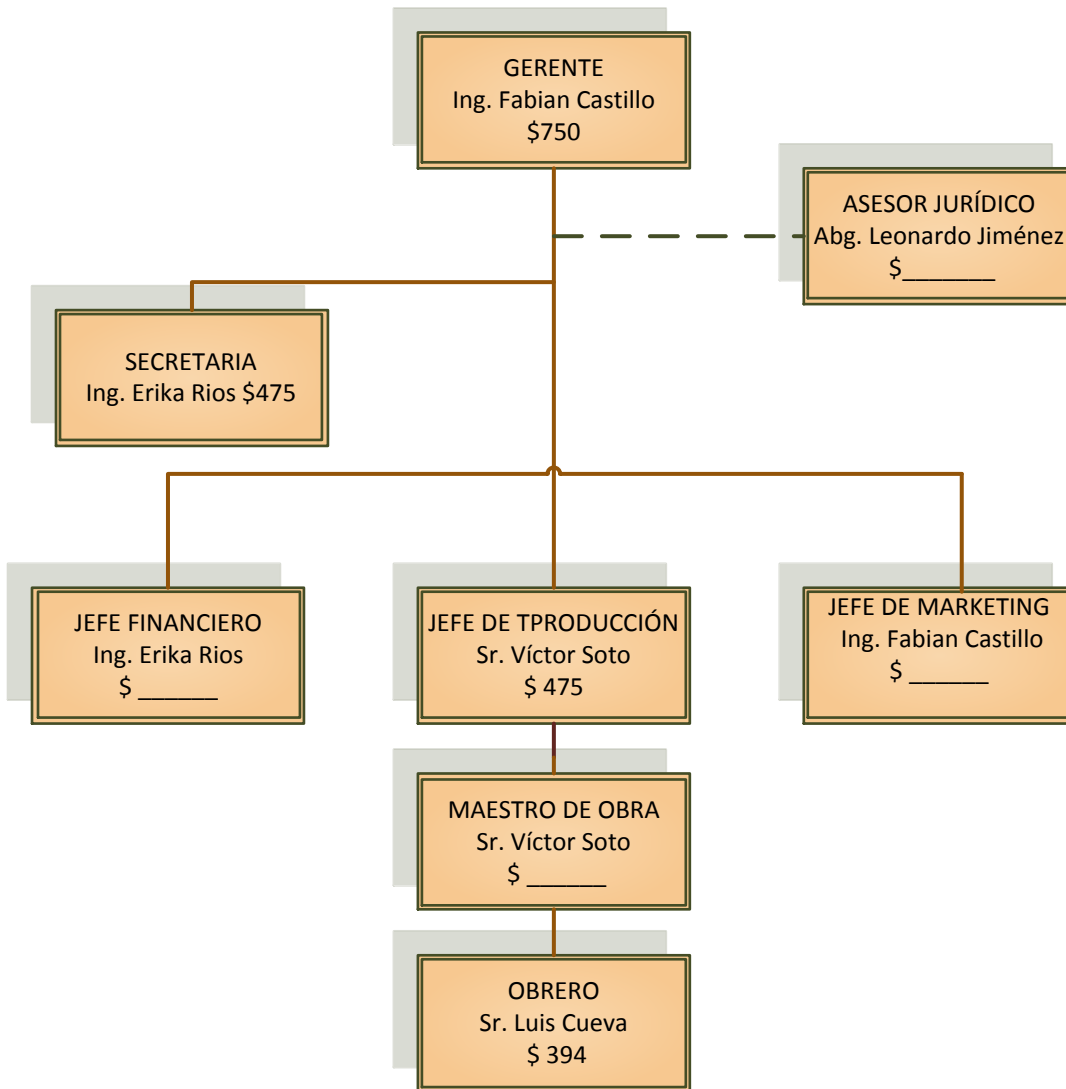 GERENTE
Ing. Fabian Castillo
$750
ASESOR JURÍDICO
Abg. Leonardo Jiménez
$_______
SECRETARIA
Ing. Erika Rios $475
JEFE FINANCIERO
Ing. Erika Rios
$ ______
JEFE DE TPRODUCCIÓN
Sr. Víctor Soto
$ 475
JEFE DE MARKETING
Ing. Fabian Castillo
$ ______
MAESTRO DE OBRA
Sr. Víctor Soto
$ ______
OBRERO
Sr. Luis Cueva
$ 394